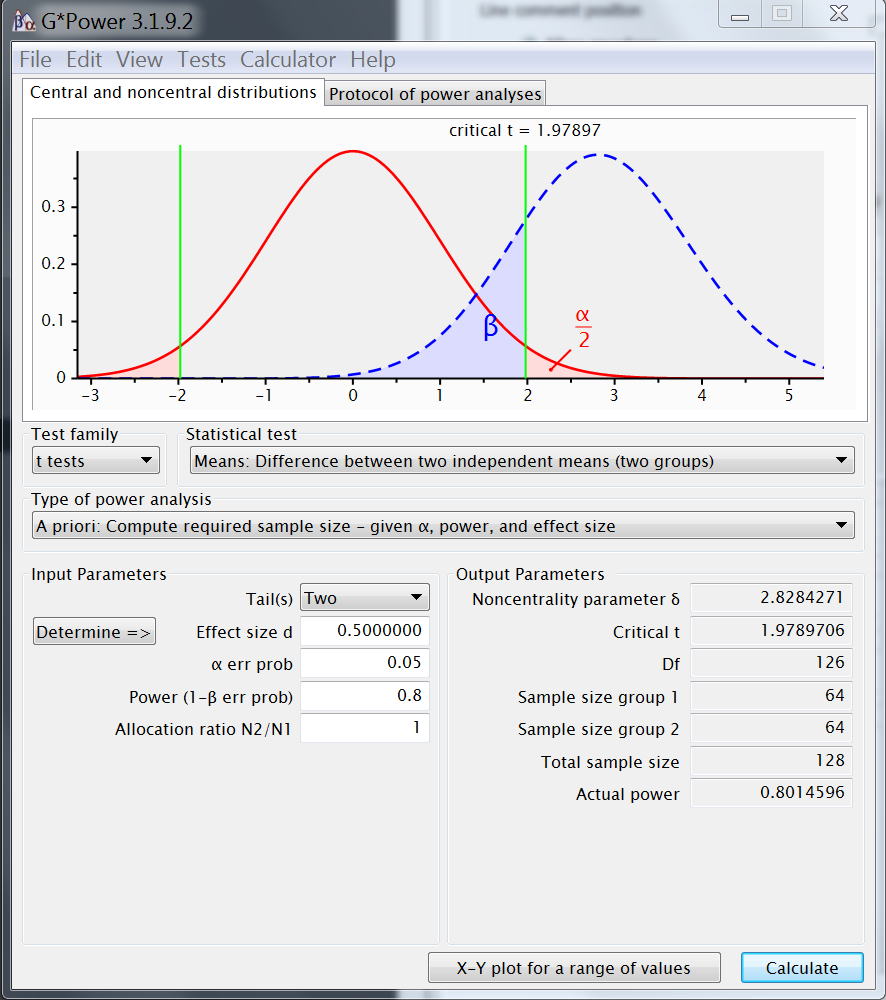 Line comment position
βα G*Power 3.1.9.2
File Edit View Tests Calculator Help
Central and noncentral distributions Protocol of power analyses
critical t = 1.97897
0.3
0.2
0.1
0
β
α
2
-3 -2 -1 0 1 2 3 4 5
Test family Statistical test
t tests Means: Difference between two independent means (two groups)
Type of power analysis
A priori: Compute required sample size - given α, power, and effect size
Input Parameters Output Parameters
Tail(s) Two Noncentrality parameter δ 2.8284271
Determine => Effect size d 0.5000000 Critical t 1.9789706
α err prob 0.05 Df 126
Power (1-β err prob) 0.8 Sample size group 1 64
Allocation ratio N2/N1 1 Sample size group 2 64
Total sample size 128
Actual power 0.8014596
X-Y plot for a range of values Calculate